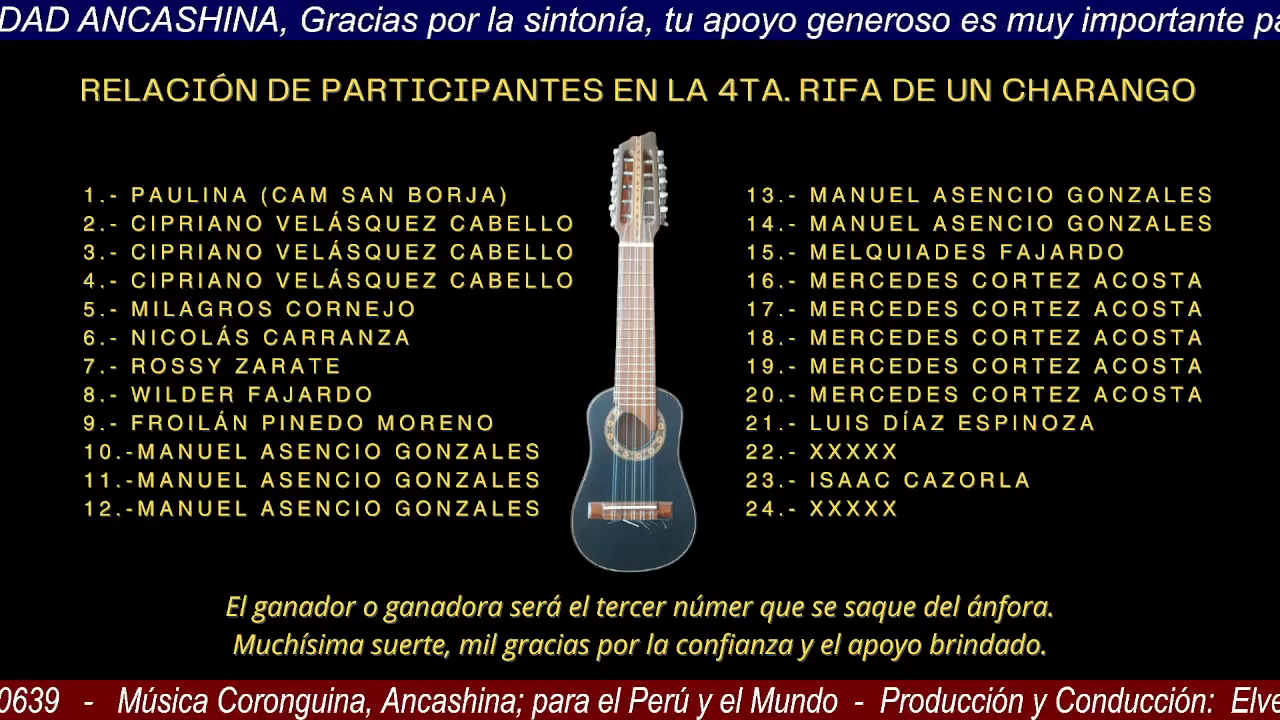 DAD ANCASHINA, Gracias por la sintonía, tu apoyo generoso es muy importante pa
RELACIÓN DE PARTICIPANTES EN LA 4TA. RIFA DE UN CHARANGO
1.- PAULINA (CAM SAN BORJA)
2.- CIPRIANO VELÁSQUEZ CABELLO
3.- CIPRIANO VELÁSQUEZ CABELLO
4.- CIPRIANO VELÁSQUEZ CABELLO
5.- MILAGROS CORNEJO
6.- NICOLÁS CARRANZA
7.- ROSSY ZARATE
8.- WILDER FAJARDO
9.- FROILÁN PINEDO MORENO
10.-MANUEL ASENCIO GONZALES
11.-MANUEL ASENCIO GONZALES
12.-MANUEL ASENCIO GONZALES
13.- MANUEL ASENCIO GONZALES
14.- MANUEL ASENCIO GONZALES
15.- MELQUIADES FAJARDO
16.- MERCEDES CORTEZ ACOSTA
17.- MERCEDES CORTEZ ACOSTA
18.- MERCEDES CORTEZ ACOSTA
19.- MERCEDES CORTEZ ACOSTA
20.- MERCEDES CORTEZ ACOSTA
21.- LUIS DÍAZ ESPINOZA
22.- XXXXX
23.- ISAAC CAZORLA
24.- XXXXX
El ganador o ganadora será el tercer númer que se saque del ánfora.
Muchísima suerte, mil gracias por la confianza y el apoyo brindado.
0639 - Música Coronguina, Ancashina; para el Perú y el Mundo - Producción y Conducción: Elve